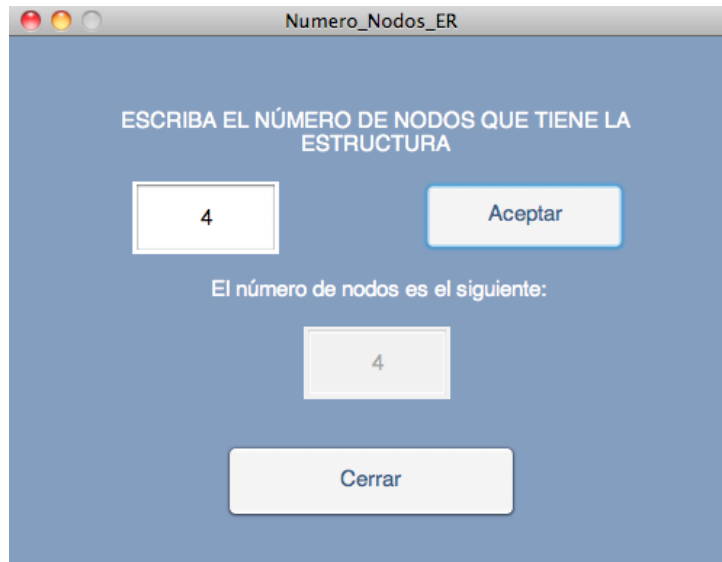 Numero_Nodos_ER
ESCRIBA EL NÚMERO DE NODOS QUE TIENE LA
ESTRUCTURA
4
Aceptar
El número de nodos es el siguiente:
4
Cerrar